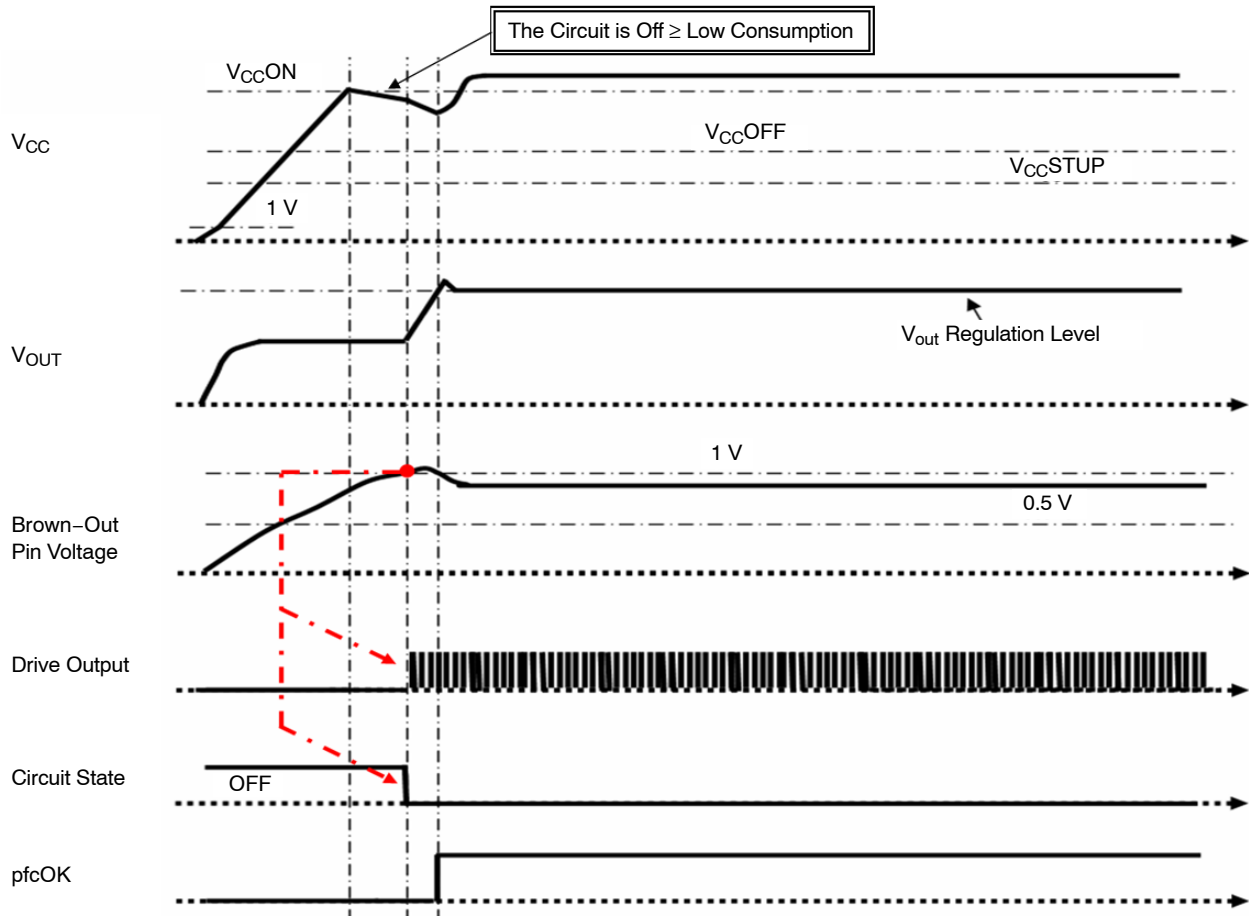 The Circuit is Off ≥ Low Consumption
VCCON
VCC
VCCOFF
VCCSTUP
1 V
VOUT
Vout Regulation Level
1 V
0.5 V
Brown−Out
Pin Voltage
Drive Output
Circuit State
OFF
pfcOK